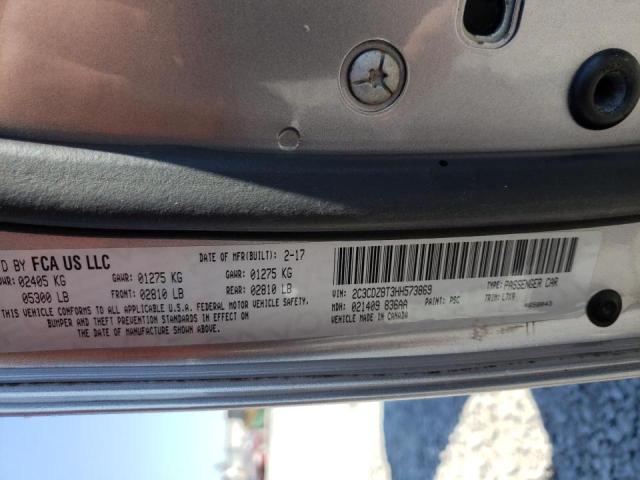 D BY FCA US LLC DATE OF MFR(BUILT): 2-17
GAWR: 01275 KG GAWR: 01275 KG
WR: 02405 KG FRONT: 02810 LB REAR: 02810 LB
05300 LB
THIS VEHICLE CONFORMS TO ALL APPLICABLE U.S.A. FEDERAL MOTOR VEHICLE SAFETY,
BUMPER AND THEFT PREVENTION STANDARDS IN EFFECT ON
THE DATE OF MANUFACTURE SHOWN ABOVE.
VIN: 2C3CDZBT3HH573869 TYPE: PASSENGER CAR
MDH: 021409 B36AA PAINT: PSC TRIM: L7X9
VEHICLE MADE IN CANADA